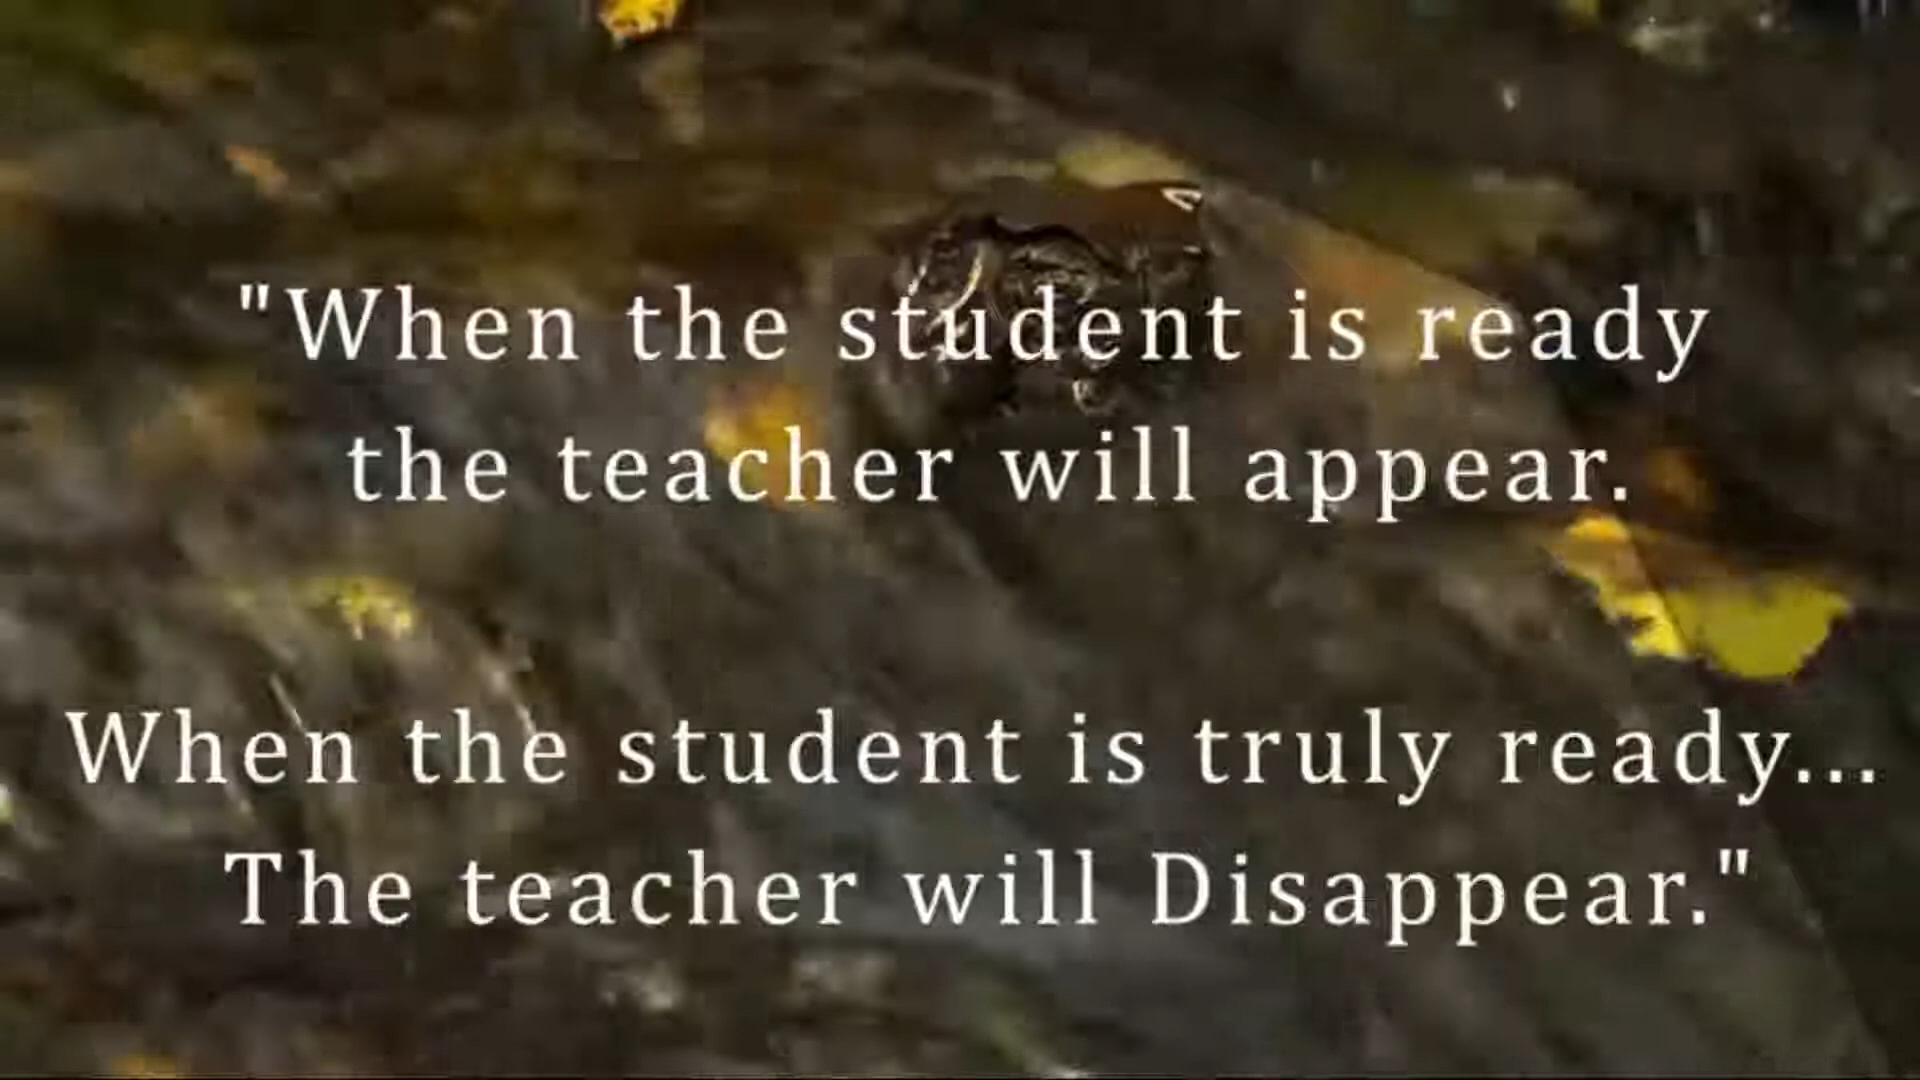 "When the student is ready
the teacher will appear.
When the student is truly ready...
The teacher will Disappear."